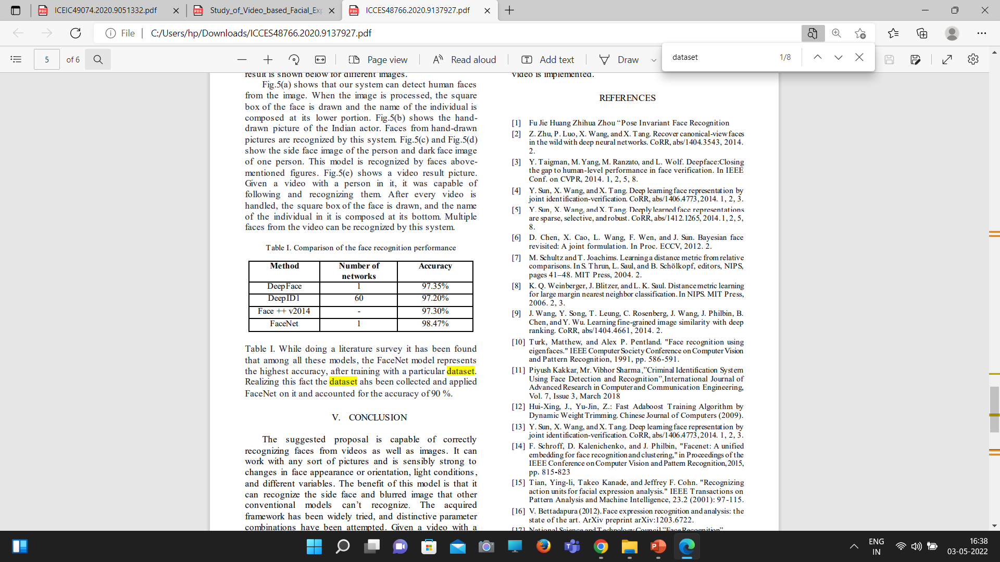 ICEIC49074.2020.9051332.pdf
Study_of_Video_based_Facial_Exp
ICCES48766.2020.9137927.pdf
File
C:/Users/hp/Downloads/ICCES48766.2020.9137927.pdf
5 of 6
Page view
Read aloud
Add text
Draw
dataset
1/8
result is shown below for different images.
Fig.5(a) shows that our system can detect human faces
from the image. When the image is processed, the square
box of the face is drawn and the name of the individual is
composed at its lower portion. Fig.5(b) shows the hand-
drawn picture of the Indian actor. Faces from hand-drawn
pictures are recognized by this system. Fig.5(c) and Fig.5(d)
show the side face image of the person and dark face image
of one person. This model is recognized by faces above-
mentioned figures. Fig.5(e) shows a video result picture.
Given a video with a person in it, it was capable of
following and recognizing them. After every video is
handled, the square box of the face is drawn, and the name
of the individual in it is composed at its bottom. Multiple
faces from the video can be recognized by this system.
Table I. Comparison of the face recognition performance
Method Number of networks Accuracy
DeepFace 1 97.35%
DeepID1 60 97.20%
Face ++ v2014 - 97.30%
FaceNet 1 98.47%
Table I. While doing a literature survey it has been found
that among all these models, the FaceNet model represents
the highest accuracy, after training with a particular dataset.
Realizing this fact the dataset ahs been collected and applied
FaceNet on it and accounted for the accuracy of 90 %.
V. CONCLUSION
The suggested proposal is capable of correctly
recognizing faces from videos as well as images. It can
work with any sort of pictures and is sensibly strong to
changes in face appearance or orientation, light conditions,
and different variables. The benefit of this model is that it
can recognize the side face and blurred image that other
conventional models can’t recognize. The acquired
framework has been widely tried, and distinctive parameter
combinations have been attempted. Given a video with a
video is implemented.
REFERENCES
[1] Fu Jie Huang Zhihua Zhou “Pose Invariant Face Recognition
[2] Z. Zhu, P. Luo, X. Wang, and X. Tang. Recover canonical-view faces
in the wild with deep neural networks. CoRR, abs/1404.3543, 2014.
2.
[3] Y. Taigman, M. Yang, M. Ranzato, and L. Wolf. Deepface:Closing
the gap to human-level performance in face verification. In IEEE
Conf. on CVPR, 2014. 1, 2, 5, 8.
[4] Y. Sun, X. Wang, and X. Tang. Deep learning face representation by
joint identification-verification. CoRR, abs/1406.4773, 2014. 1, 2, 3.
[5] Y. Sun, X. Wang, and X. Tang. Deeply learned face representations
are sparse, selective, and robust. CoRR, abs/1412.1265, 2014. 1, 2, 5,
8.
[6] D. Chen, X. Cao, L. Wang, F. Wen, and J. Sun. Bayesian face
revisited: A joint formulation. In Proc. ECCV, 2012. 2.
[7] M. Schultz and T. Joachims. Learning a distance metric from relative
comparisons. In S. Thrun, L. Saul, and B. Schölkopf, editors, NIPS,
pages 41–48. MIT Press, 2004. 2.
[8] K. Q. Weinberger, J. Blitzer, and L. K. Saul. Distance metric learning
for large margin nearest neighbor classification. In NIPS. MIT Press,
2006. 2, 3.
[9] J. Wang, Y. Song, T. Leung, C. Rosenberg, J. Wang, J. Philbin, B.
Chen, and Y. Wu. Learning fine-grained image similarity with deep
ranking. CoRR, abs/1404.4661, 2014. 2.
[10] Turk, Matthew, and Alex P. Pentland. "Face recognition using
eigenfaces." IEEE Computer Society Conference on Computer Vision
and Pattern Recognition, 1991, pp. 586-591.
[11] Piyush Kakkar, Mr. Vibhor Sharma ,”Criminal Identification System
Using Face Detection and Recognition”,International Journal of
Advanced Research in Computer and Communication Engineering,
Vol. 7, Issue 3, March 2018
[12] Hui-Xing, J., Yu-Jin, Z.: Fast Adaboost Training Algorithm by
Dynamic Weight Trimming. Chinese Journal of Computers (2009).
[13] Y. Sun, X. Wang, and X. Tang. Deep learning face representation by
joint identification-verification. CoRR, abs/1406.4773, 2014. 1, 2, 3.
[14] F. Schroff, D. Kalenichenko, and J. Philbin, "Facenet: A unified
embedding for face recognition and clustering," in Proceedings of the
IEEE Conference on Computer Vision and Pattern Recognition, 2015,
pp. 815-823
[15] Tian, Ying-li, Takeo Kanade, and Jeffrey F. Cohn. "Recognizing
action units for facial expression analysis." IEEE Transactions on
Pattern Analysis and Machine Intelligence, 23.2 (2001): 97-115.
[16] V. Bettadapura (2012). Face expression recognition and analysis: the
state of the art. ArXiv preprint arXiv:1203.6722.
[17] National Science and Technology Council ”Face Recognition”
ENG
IN
16:38
03-05-2022